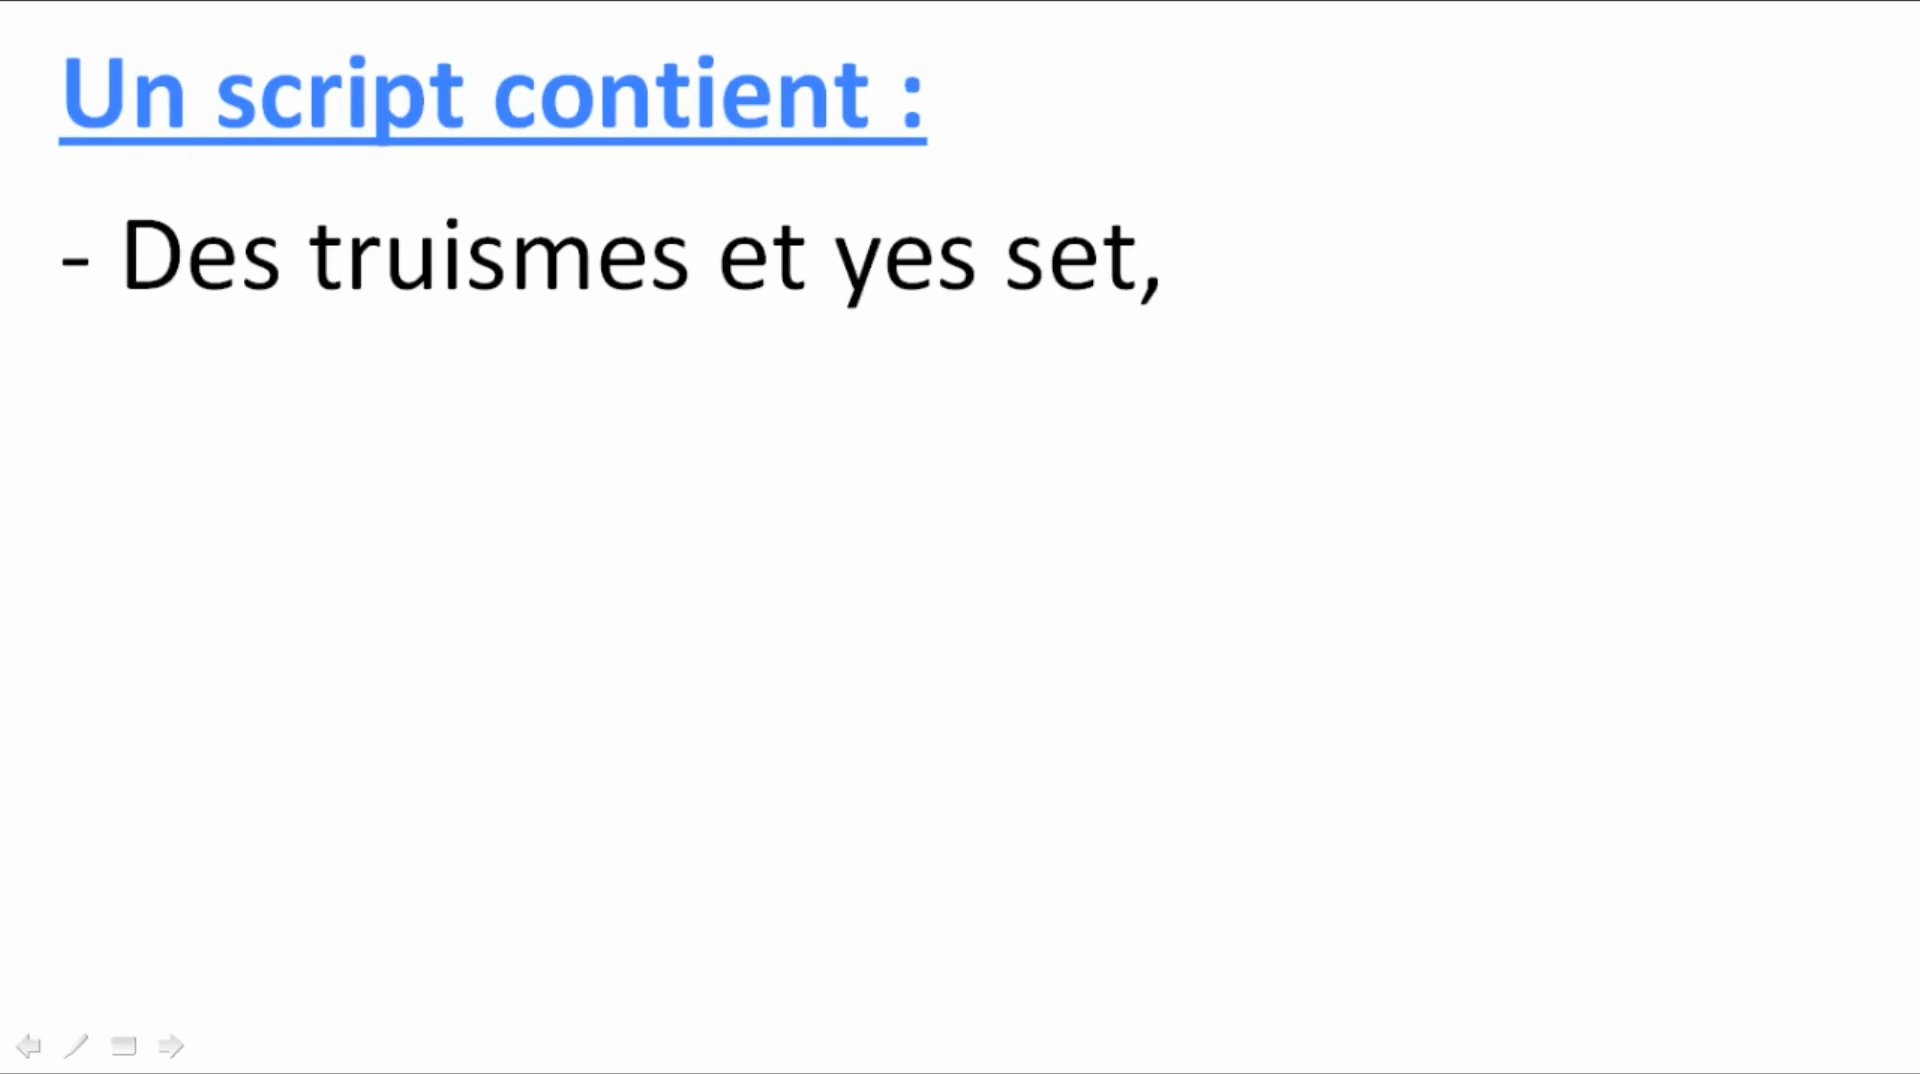 Un script contient :
- Des truismes et yes set,